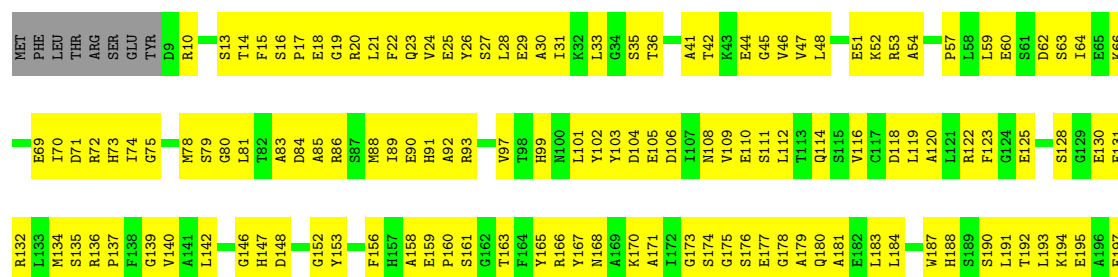 MET PHE LEU THR ARG SER GLU TYR D9 R10 S13 T14 F15 S16 P17 E18 G19 R20 L21 F22 Q23 V24 E25 Y26 S27 L28 E29 A30 I31 K32 L33 G34 S35 T36 A41 T42 K43 E44 G45 V46 V47 L48 E51 K52 R53 A54 P57 L58 L59 E60 S61 D62 S63 I64 E65 K66
E69 I70 D71 R72 H73 I74 G75 M78 S79 G80 L81 T82 A83 D84 A85 R86 S87 M88 I89 E90 H91 A92 R93 V97 T98 H99 N100 L101 Y102 Y103 D104 E105 D106 I107 N108 V109 E110 S111 L112 T113 Q114 S115 V116 C117 D118 L119 A120 L121 R122 F123 G124 E125 S128 G129 E130
R132 L133 M134 S135 R136 P137 F138 G139 V140 A141 L142 G146 H147 D148 G152 Y153 F156 H157 A158 E159 P160 S161 G162 T163 F164 Y165 R166 Y167 N168 A169 K170 A171 I172 G173 S174 G175 S176 E177 G178 A179 Q180 A181 E182 L183 L184 W187 H188 S189 S190 L191 T192 L193 K194 E195 A196